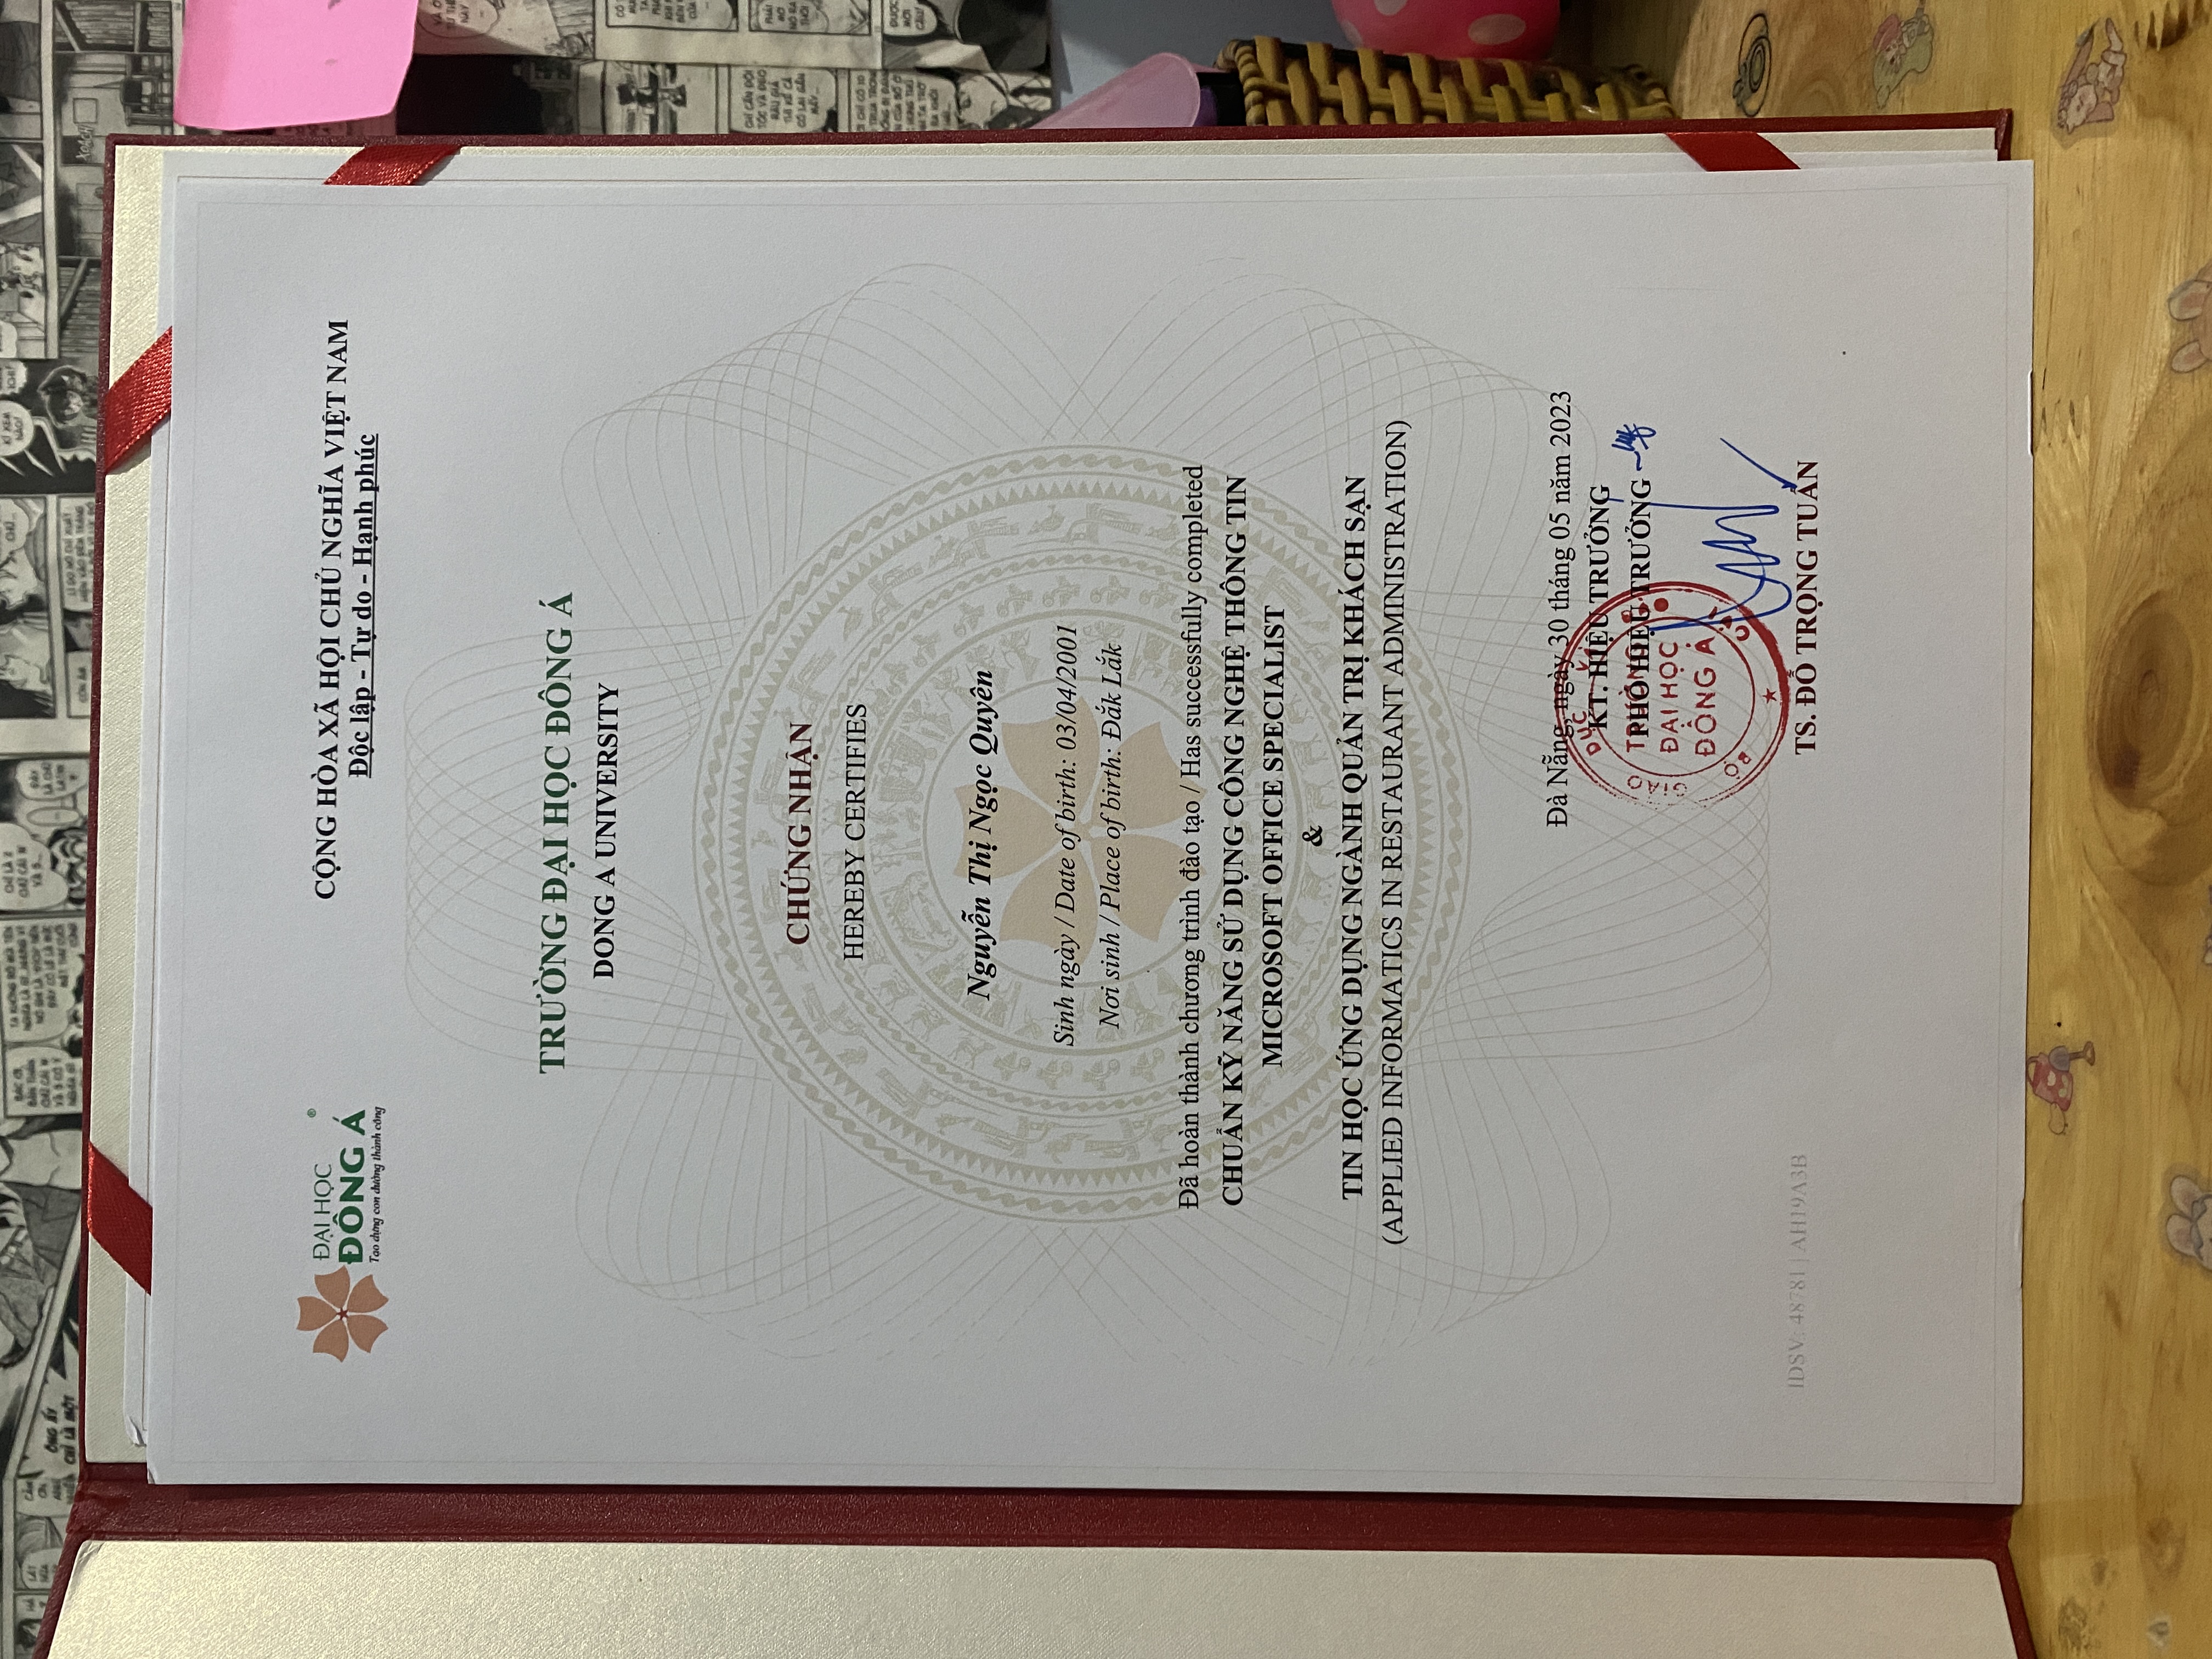 ĐẠI HỌC
ĐÔNG Á
®
Tạo dựng con đường thành công
CỘNG HÒA XÃ HỘI CHỦ NGHĨA VIỆT NAM
Độc lập - Tự do - Hạnh phúc
TRƯỜNG ĐẠI HỌC ĐÔNG Á
DONG A UNIVERSITY
CHỨNG NHẬN
HEREBY CERTIFIES
Nguyễn Thị Ngọc Quyên
Sinh ngày / Date of birth: 03/04/2001
Nơi sinh / Place of birth: Đắk Lắk
Đã hoàn thành chương trình đào tạo / Has successfully completed
CHUẨN KỸ NĂNG SỬ DỤNG CÔNG NGHỆ THÔNG TIN
MICROSOFT OFFICE SPECIALIST
&
TIN HỌC ỨNG DỤNG NGÀNH QUẢN TRỊ KHÁCH SẠN
(APPLIED INFORMATICS IN RESTAURANT ADMINISTRATION)
Đà Nẵng, ngày 30 tháng 05 năm 2023
KT. HIỆU TRƯỞNG
PHÓ HIỆU TRƯỞNG
BỘ GIÁO DỤC
TRƯỜNG
ĐẠI HỌC
ĐÔNG Á
TS. ĐỖ TRỌNG TUẤN
IDSV: 48781 | AH19A3B